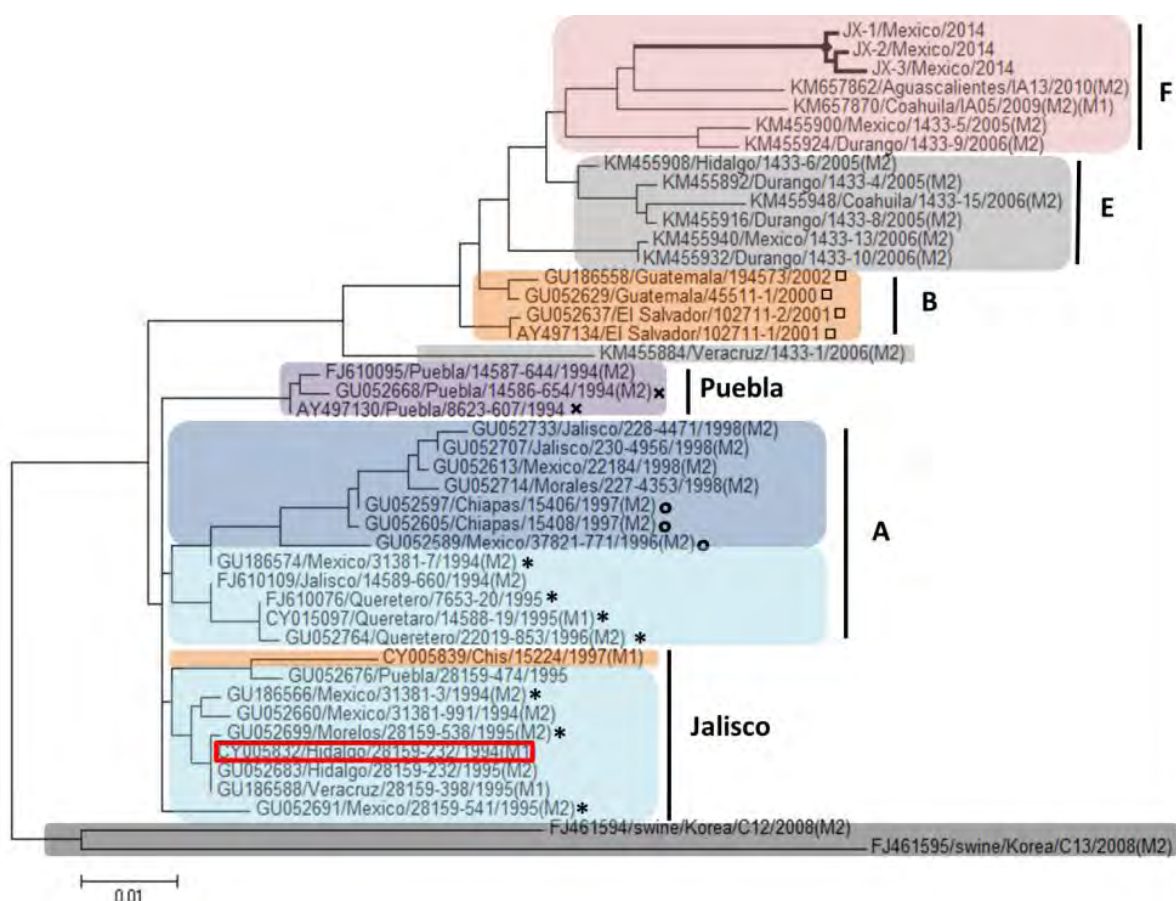 JX-1/Mexico/2014
JX-2/Mexico/2014
JX-3/Mexico/2014
KM657862/Aguascalientes/IA13/2010(M2)
KM657870/Coahuila/IA05/2009(M2)(M1)
KM455900/Mexico/1433-5/2005(M2)
KM455924/Durango/1433-9/2006(M2)
F
KM455908/Hidalgo/1433-6/2005(M2)
KM455892/Durango/1433-4/2005(M2)
KM455948/Coahuila/1433-15/2006(M2)
KM455916/Durango/1433-8/2005(M2)
KM455940/Mexico/1433-13/2006(M2)
KM455932/Durango/1433-10/2006(M2)
E
GU186558/Guatemala/194573/2002
GU052629/Guatemala/45511-1/2000
GU052637/El Salvador/102711-2/2001
AY497134/El Salvador/102711-1/2001
B
KM455884/Veracruz/1433-1/2006(M2)
FJ610095/Puebla/14587-644/1994(M2)
GU052668/Puebla/14586-654/1994(M2) ×
AY497130/Puebla/8623-607/1994 ×
Puebla
GU052733/Jalisco/228-4471/1998(M2)
GU052707/Jalisco/230-4956/1998(M2)
GU052613/Mexico/22184/1998(M2)
GU052714/Morales/227-4353/1998(M2)
GU052597/Chiapas/15406/1997(M2)
GU052605/Chiapas/15408/1997(M2)
GU052589/Mexico/37821-771/1996(M2)
GU186574/Mexico/31381-7/1994(M2) *
FJ610109/Jalisco/14589-660/1994(M2)
FJ610076/Queretero/7653-20/1995 *
CY015097/Queretaro/14588-19/1995(M1) *
GU052764/Queretero/22019-853/1996(M2) *
A
CY005839/Chis/15224/1997(M1)
GU052676/Puebla/28159-474/1995
GU186566/Mexico/31381-3/1994(M2) *
GU052660/Mexico/31381-991/1994(M2)
GU052699/Morelos/28159-538/1995(M2) *
CY005832/Hidalgo/28159-232/1994(M1
GU052683/Hidalgo/28159-232/1995(M2)
GU186588/Veracruz/28159-398/1995(M1)
GU052691/Mexico/28159-541/1995(M2) *
Jalisco
FJ461594/swine/Korea/C12/2008(M2)
FJ461595/swine/Korea/C13/2008(M2)
0.01